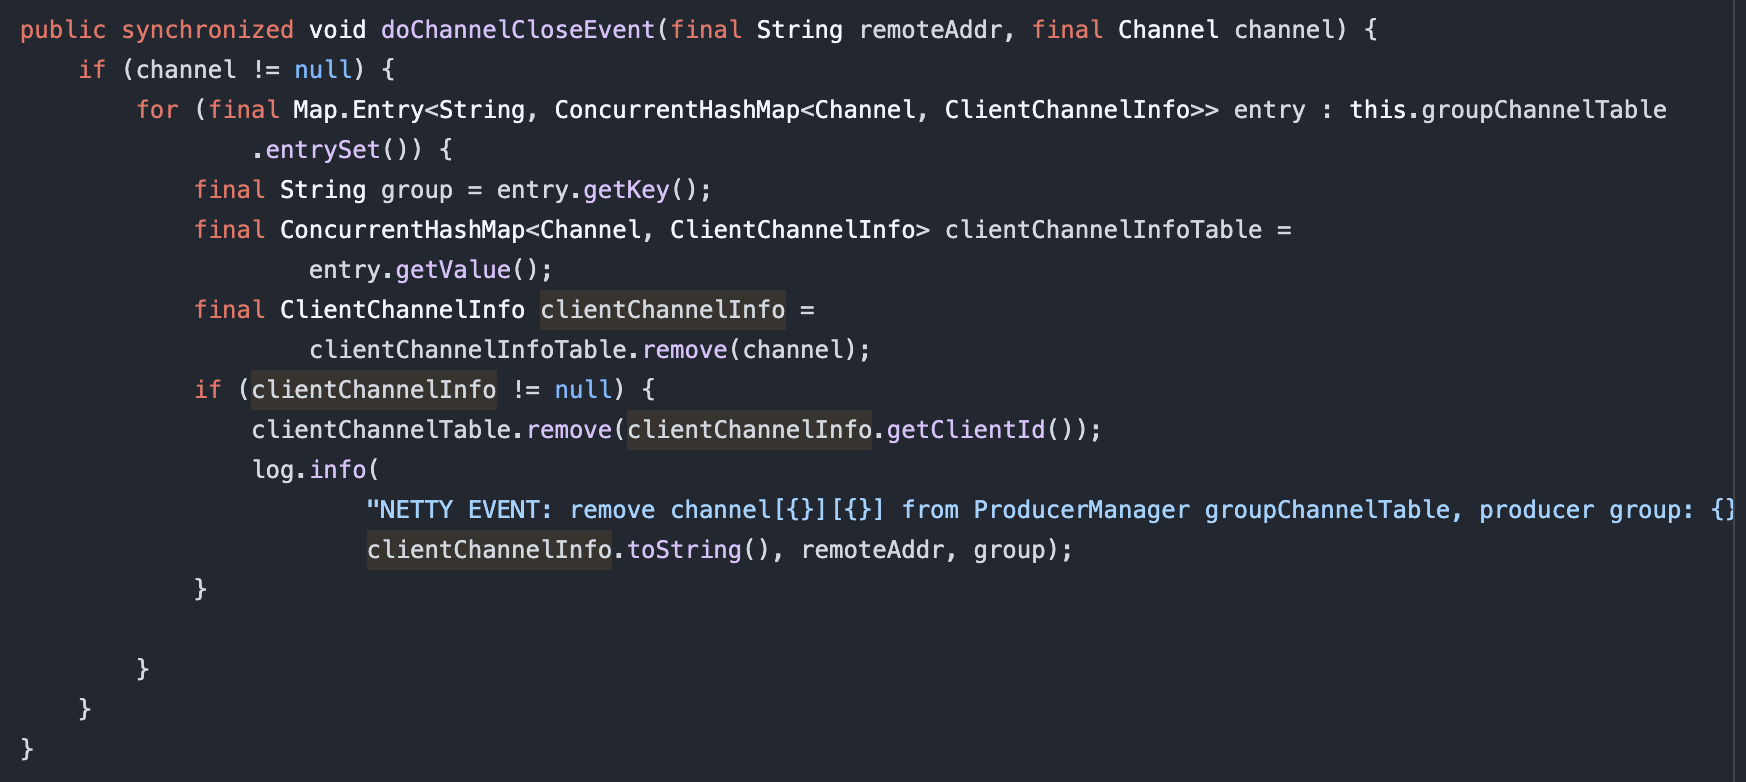 public synchronized void doChannelCloseEvent(final String remoteAddr, final Channel channel) {
    if (channel != null) {
        for (final Map.Entry<String, ConcurrentHashMap<Channel, ClientChannelInfo>> entry : this.groupChannelTable
                .entrySet()) {
            final String group = entry.getKey();
            final ConcurrentHashMap<Channel, ClientChannelInfo> clientChannelInfoTable =
                    entry.getValue();
            final ClientChannelInfo clientChannelInfo =
                    clientChannelInfoTable.remove(channel);
            if (clientChannelInfo != null) {
                clientChannelTable.remove(clientChannelInfo.getClientId());
                log.info(
                        "NETTY EVENT: remove channel[{}][{}] from ProducerManager groupChannelTable, producer group: {}
                        clientChannelInfo.toString(), remoteAddr, group);
            }

        }
    }
}